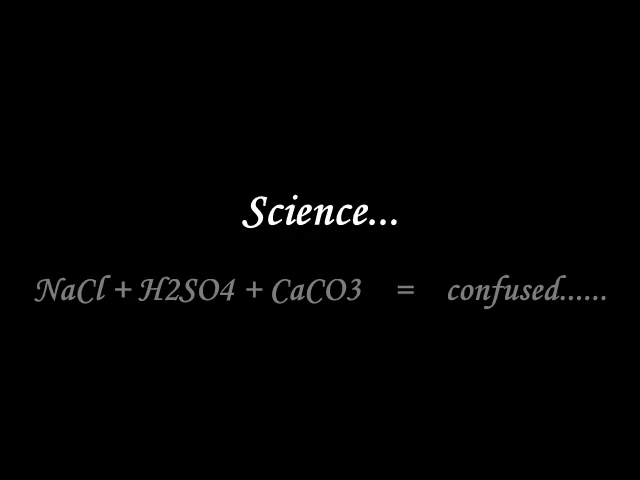 Science...
NaCl + H2SO4 + CaCO3 = confused......